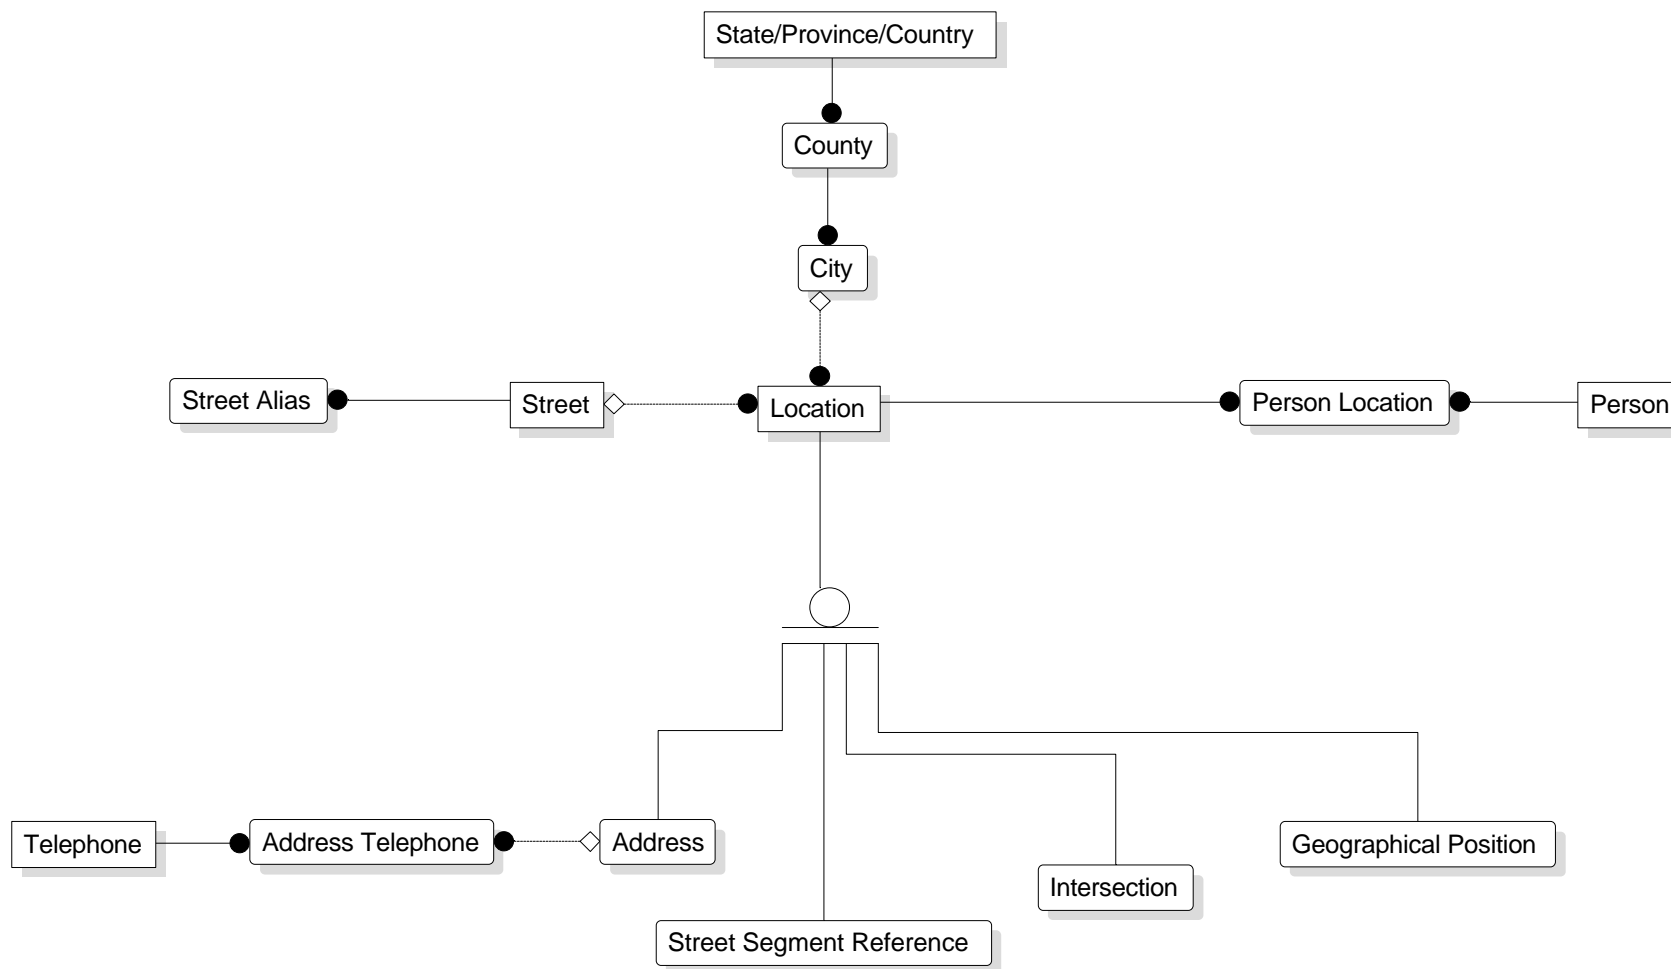 State/Province/Country
County
City
Street Alias
Street
Location
Person Location
Person
Telephone
Address Telephone
Address
Geographical Position
Intersection
Street Segment Reference